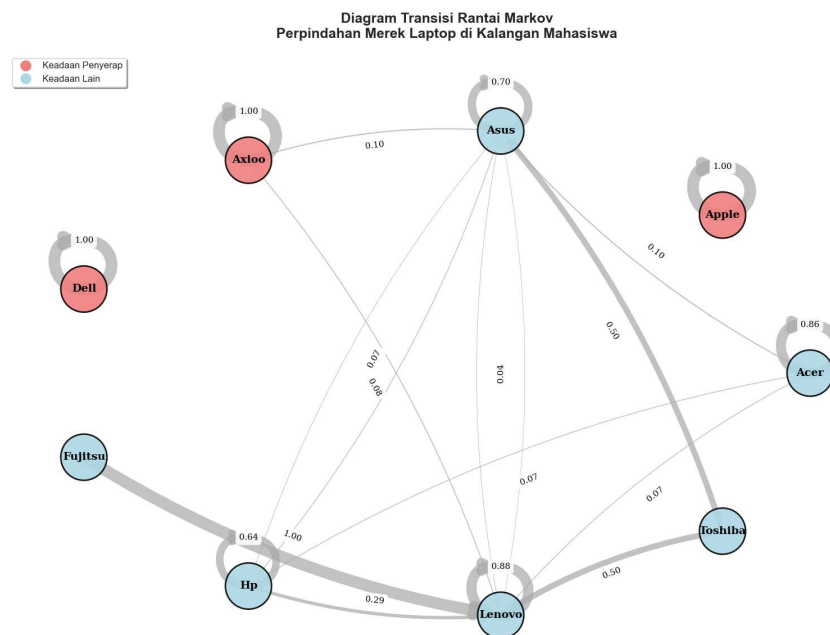 Diagram Transisi Rantai Markov
Perpindahan Merek Laptop di Kalangan Mahasiswa
Keadaan Penyerap
Keadaan Lain
0.70
1.00
Asus
0.10
Axioo
1.00
Apple
1.00
0.10
Dell
0.50
0.86
0.07
0.04
Acer
0.08
Fujitsu
0.07
0.07
Toshiba
0.64
1.00
0.88
0.50
Hp
0.29
Lenovo